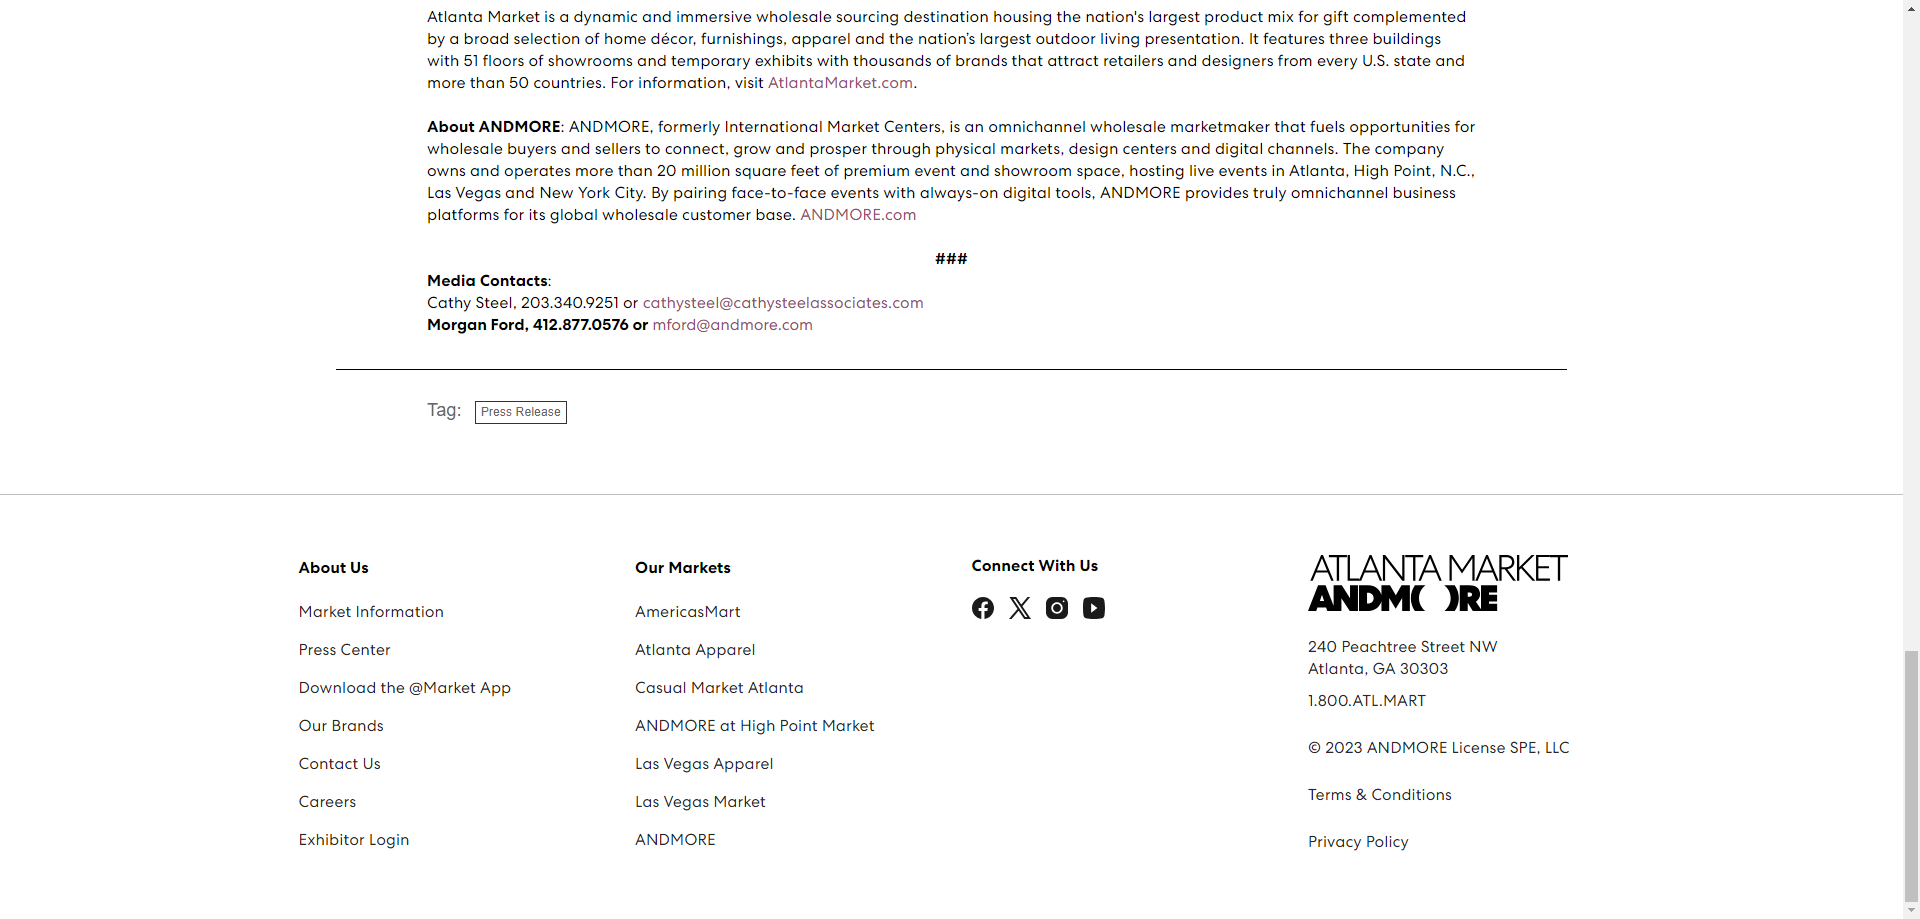 Atlanta Market is a dynamic and immersive wholesale sourcing destination housing the nation's largest product mix for gift complemented
by a broad selection of home décor, furnishings, apparel and the nation’s largest outdoor living presentation. It features three buildings
with 51 floors of showrooms and temporary exhibits with thousands of brands that attract retailers and designers from every U.S. state and
more than 50 countries. For information, visit AtlantaMarket.com.
About ANDMORE: ANDMORE, formerly International Market Centers, is an omnichannel wholesale marketmaker that fuels opportunities for
wholesale buyers and sellers to connect, grow and prosper through physical markets, design centers and digital channels. The company
owns and operates more than 20 million square feet of premium event and showroom space, hosting live events in Atlanta, High Point, N.C.,
Las Vegas and New York City. By pairing face-to-face events with always-on digital tools, ANDMORE provides truly omnichannel business
platforms for its global wholesale customer base. ANDMORE.com
###
Media Contacts:
Cathy Steel, 203.340.9251 or cathysteel@cathysteelassociates.com
Morgan Ford, 412.877.0576 or mford@andmore.com
Tag: Press Release
About Us
Market Information
Press Center
Download the @Market App
Our Brands
Contact Us
Careers
Exhibitor Login
Our Markets
AmericasMart
Atlanta Apparel
Casual Market Atlanta
ANDMORE at High Point Market
Las Vegas Apparel
Las Vegas Market
ANDMORE
Connect With Us
ATLANTA MARKET
ANDM( )RE
240 Peachtree Street NW
Atlanta, GA 30303
1.800.ATL.MART
© 2023 ANDMORE License SPE, LLC
Terms & Conditions
Privacy Policy